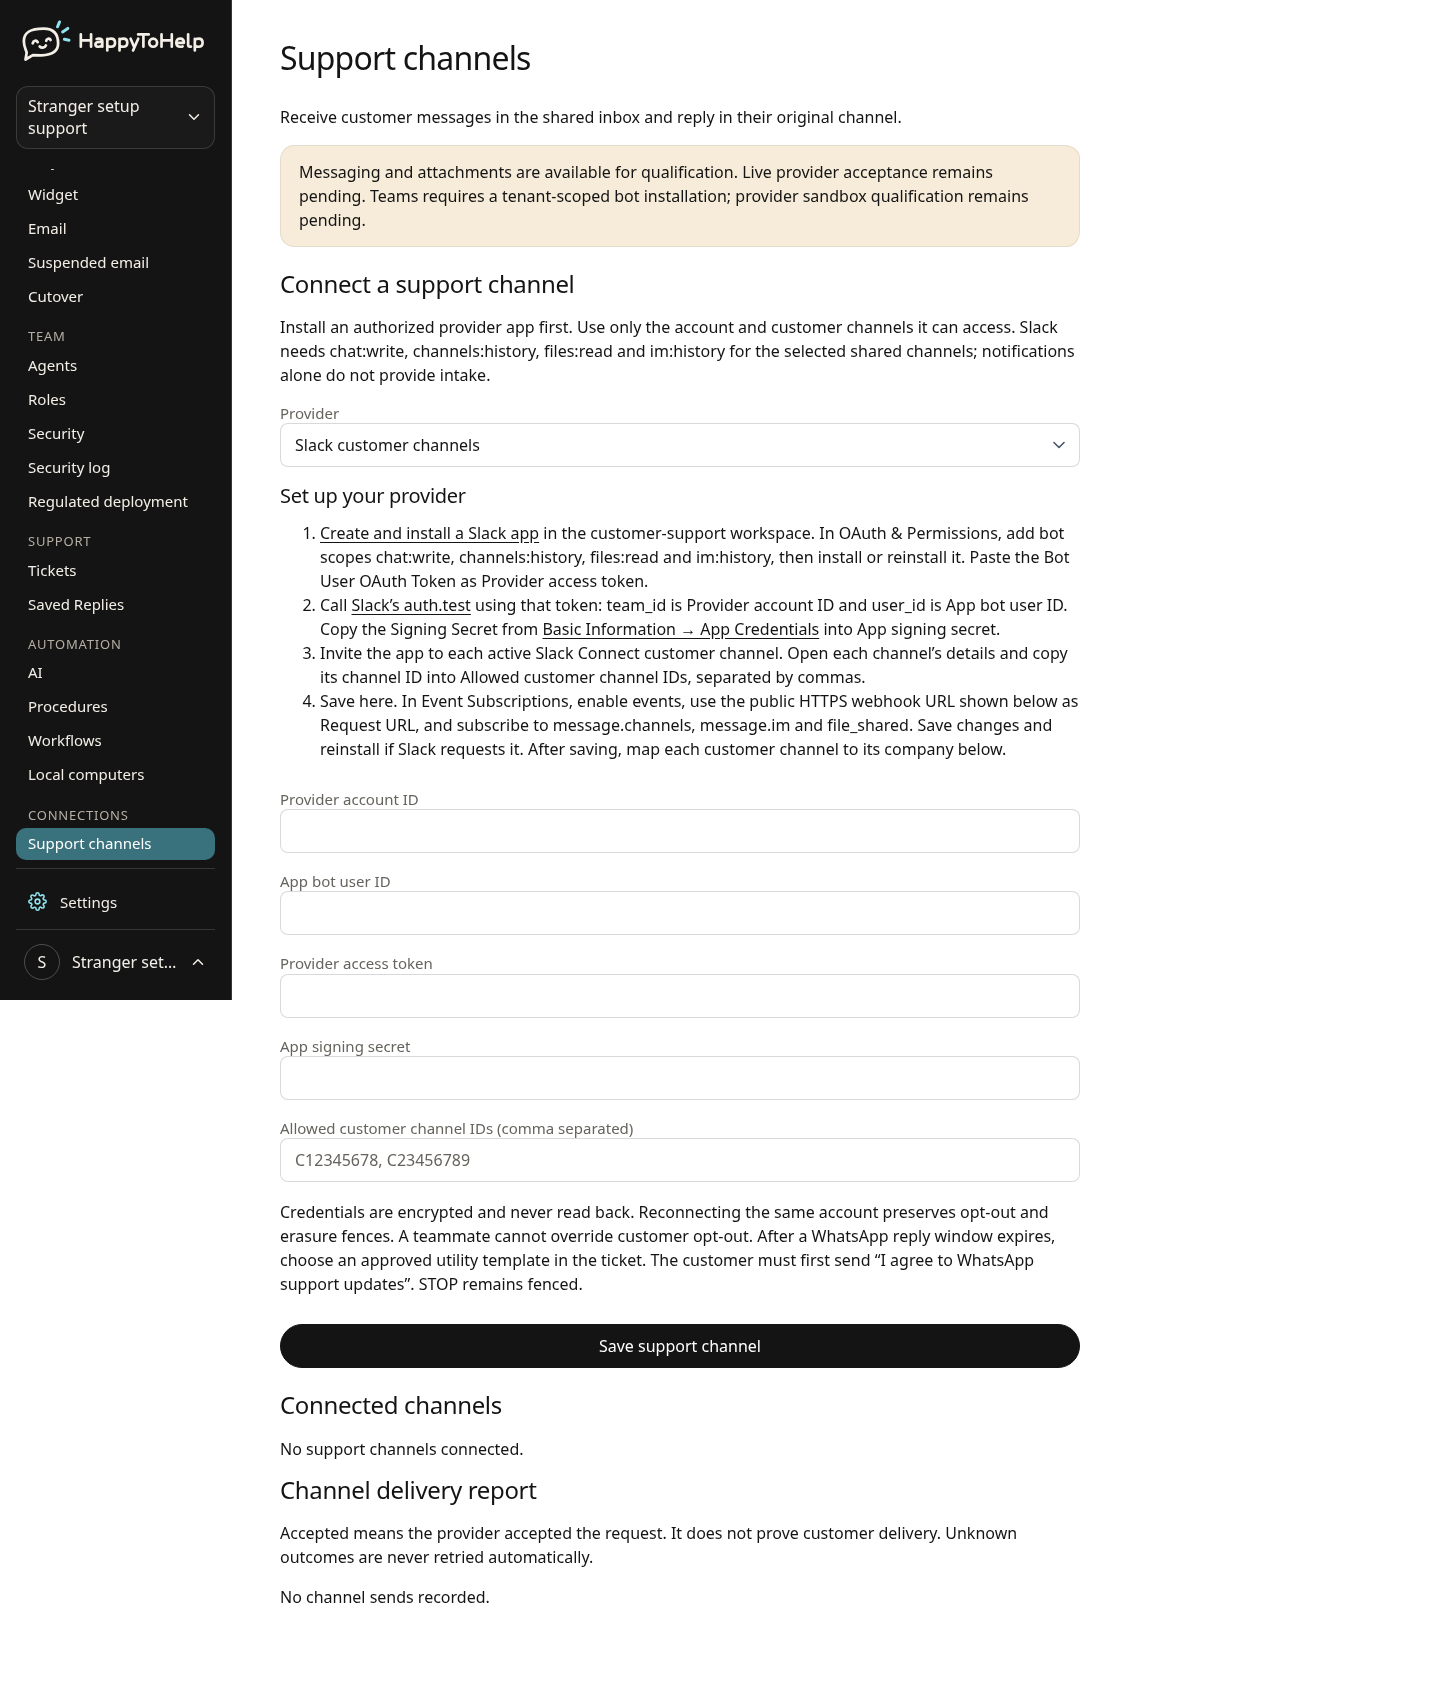 HappyToHelp
Stranger setup
support
Widget
Email
Suspended email
Cutover
TEAM
Agents
Roles
Security
Security log
Regulated deployment
SUPPORT
Tickets
Saved Replies
AUTOMATION
AI
Procedures
Workflows
Local computers
CONNECTIONS
Support channels
Settings
S
Stranger set...
Support channels
Receive customer messages in the shared inbox and reply in their original channel.
Messaging and attachments are available for qualification. Live provider acceptance remains
pending. Teams requires a tenant-scoped bot installation; provider sandbox qualification remains
pending.
Connect a support channel
Install an authorized provider app first. Use only the account and customer channels it can access. Slack
needs chat:write, channels:history, files:read and im:history for the selected shared channels; notifications
alone do not provide intake.
Provider
Slack customer channels
Set up your provider
1. Create and install a Slack app in the customer-support workspace. In OAuth & Permissions, add bot
scopes chat:write, channels:history, files:read and im:history, then install or reinstall it. Paste the Bot
User OAuth Token as Provider access token.
2. Call Slack’s auth.test using that token: team_id is Provider account ID and user_id is App bot user ID.
Copy the Signing Secret from Basic Information → App Credentials into App signing secret.
3. Invite the app to each active Slack Connect customer channel. Open each channel’s details and copy
its channel ID into Allowed customer channel IDs, separated by commas.
4. Save here. In Event Subscriptions, enable events, use the public HTTPS webhook URL shown below as
Request URL, and subscribe to message.channels, message.im and file_shared. Save changes and
reinstall if Slack requests it. After saving, map each customer channel to its company below.
Provider account ID
App bot user ID
Provider access token
App signing secret
Allowed customer channel IDs (comma separated)
C12345678, C23456789
Credentials are encrypted and never read back. Reconnecting the same account preserves opt-out and
erasure fences. A teammate cannot override customer opt-out. After a WhatsApp reply window expires,
choose an approved utility template in the ticket. The customer must first send “I agree to WhatsApp
support updates”. STOP remains fenced.
Save support channel
Connected channels
No support channels connected.
Channel delivery report
Accepted means the provider accepted the request. It does not prove customer delivery. Unknown
outcomes are never retried automatically.
No channel sends recorded.